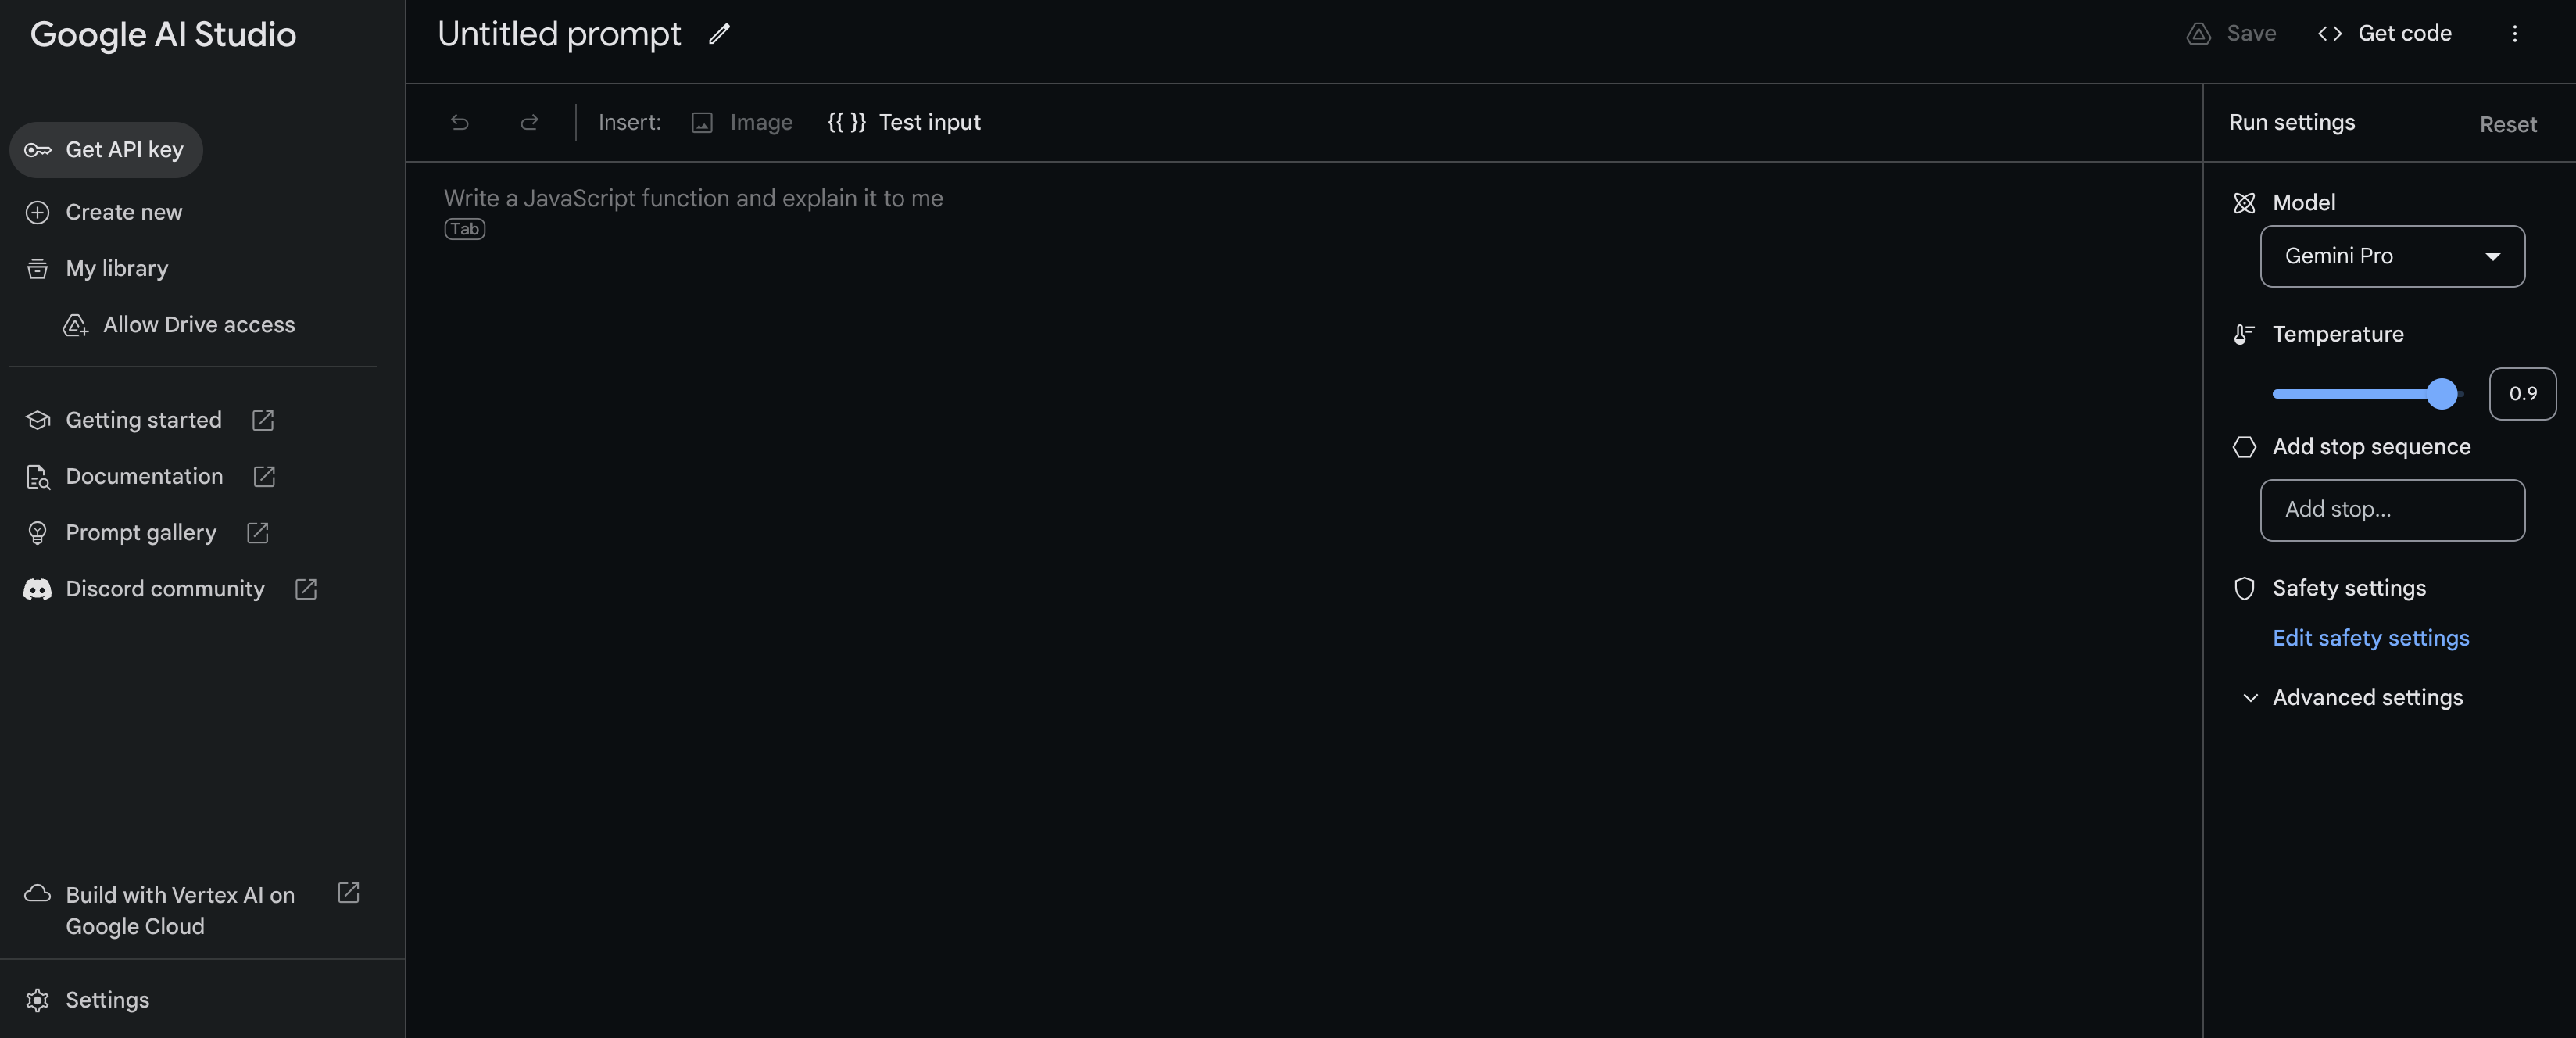 Google AI Studio
Get API key
Create new
My library
Allow Drive access
Getting started
Documentation
Prompt gallery
Discord community
Build with Vertex AI on
Google Cloud
Settings
Untitled prompt
Save
Get code
Insert:
Image
{{ }} Test input
Write a JavaScript function and explain it to me
Tab
Run settings
Reset
Model
Gemini Pro
Temperature
0.9
Add stop sequence
Add stop...
Safety settings
Edit safety settings
Advanced settings